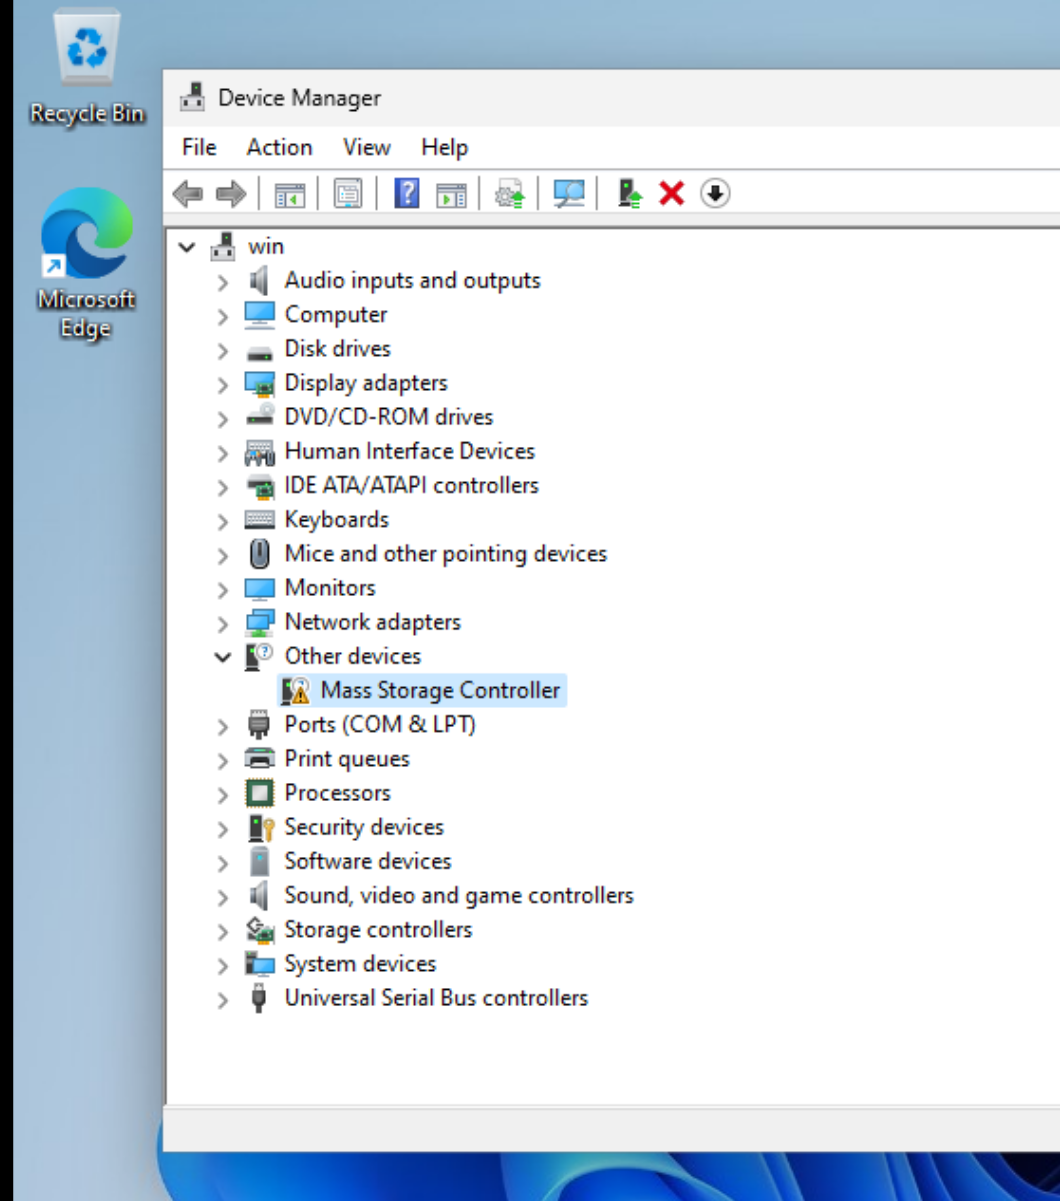 Recycle Bin
Device Manager
File Action View Help
Microsoft
Edge
win
Audio inputs and outputs
Computer
Disk drives
Display adapters
DVD/CD-ROM drives
Human Interface Devices
IDE ATA/ATAPI controllers
Keyboards
Mice and other pointing devices
Monitors
Network adapters
Other devices
Mass Storage Controller
Ports (COM & LPT)
Print queues
Processors
Security devices
Software devices
Sound, video and game controllers
Storage controllers
System devices
Universal Serial Bus controllers